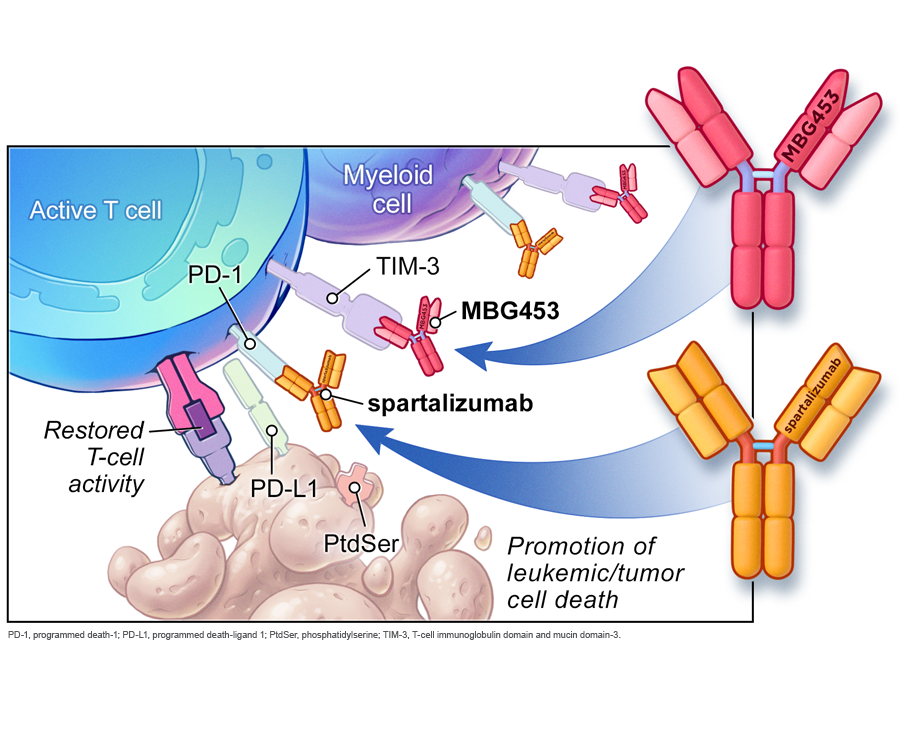 MBG453
Myeloid
cell
MBG453
Active T cell
TIM-3
PD-1
MBG453
MBG453
spartalizumab
spartalizumab
Restored
T-cell
activity
PD-L1
PtdSer
Promotion of
leukemic/tumor
cell death
PD-1, programmed death-1; PD-L1, programmed death-ligand 1; PtdSer, phosphatidylserine; TIM-3, T-cell immunoglobulin domain and mucin domain-3.